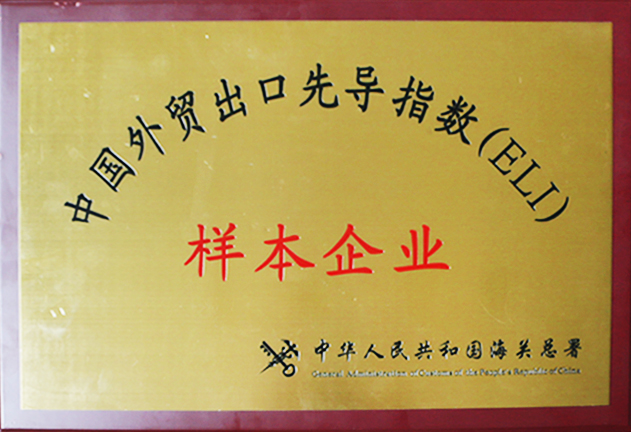 中国外贸出口先导指数(ELI)
样本企业
中华人民共和国海关总署
General Administration of Customs of the People's Republic of China